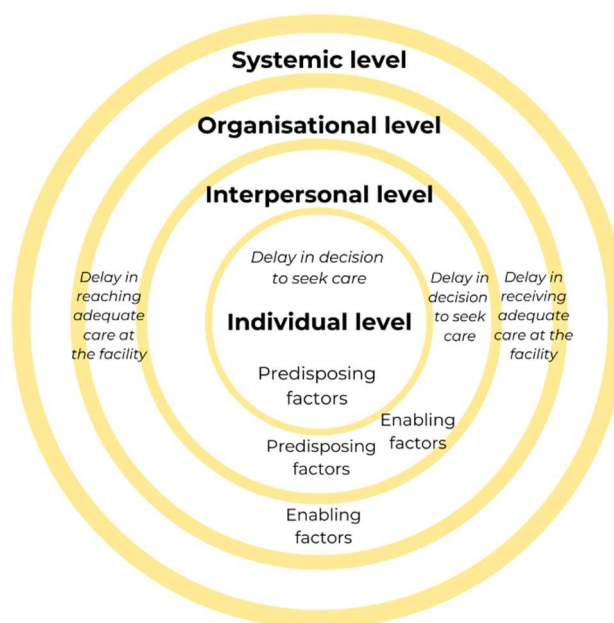 Systemic level
Organisational level
Interpersonal level
Delay in decision
to seek care
Delay in
reaching
adequate
care at
the facility
Delay in
decision
to seek
care
Delay in
receiving
adequate
care at the
facility
Individual level
Predisposing
factors
Enabling
factors
Predisposing
factors
Enabling
factors